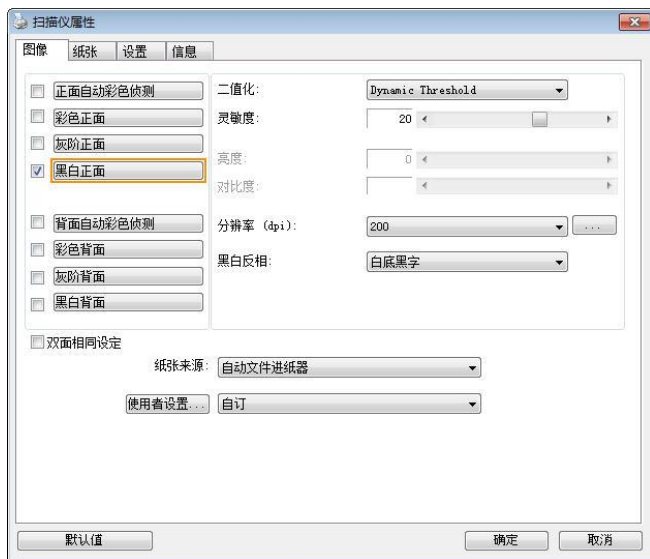 扫描仪属性
图像 纸张 设置 信息
正面自动彩色侦测
彩色正面
灰阶正面
黑白正面
背面自动彩色侦测
彩色背面
灰阶背面
黑白背面
二值化: Dynamic Threshold
灵敏度: 20
亮度: 0
对比度:
分辨率 (dpi): 200 ...
黑白反相: 白底黑字
双面相同设定
纸张来源: 自动文件进纸器
使用者设置... 自订
默认值 确定 取消